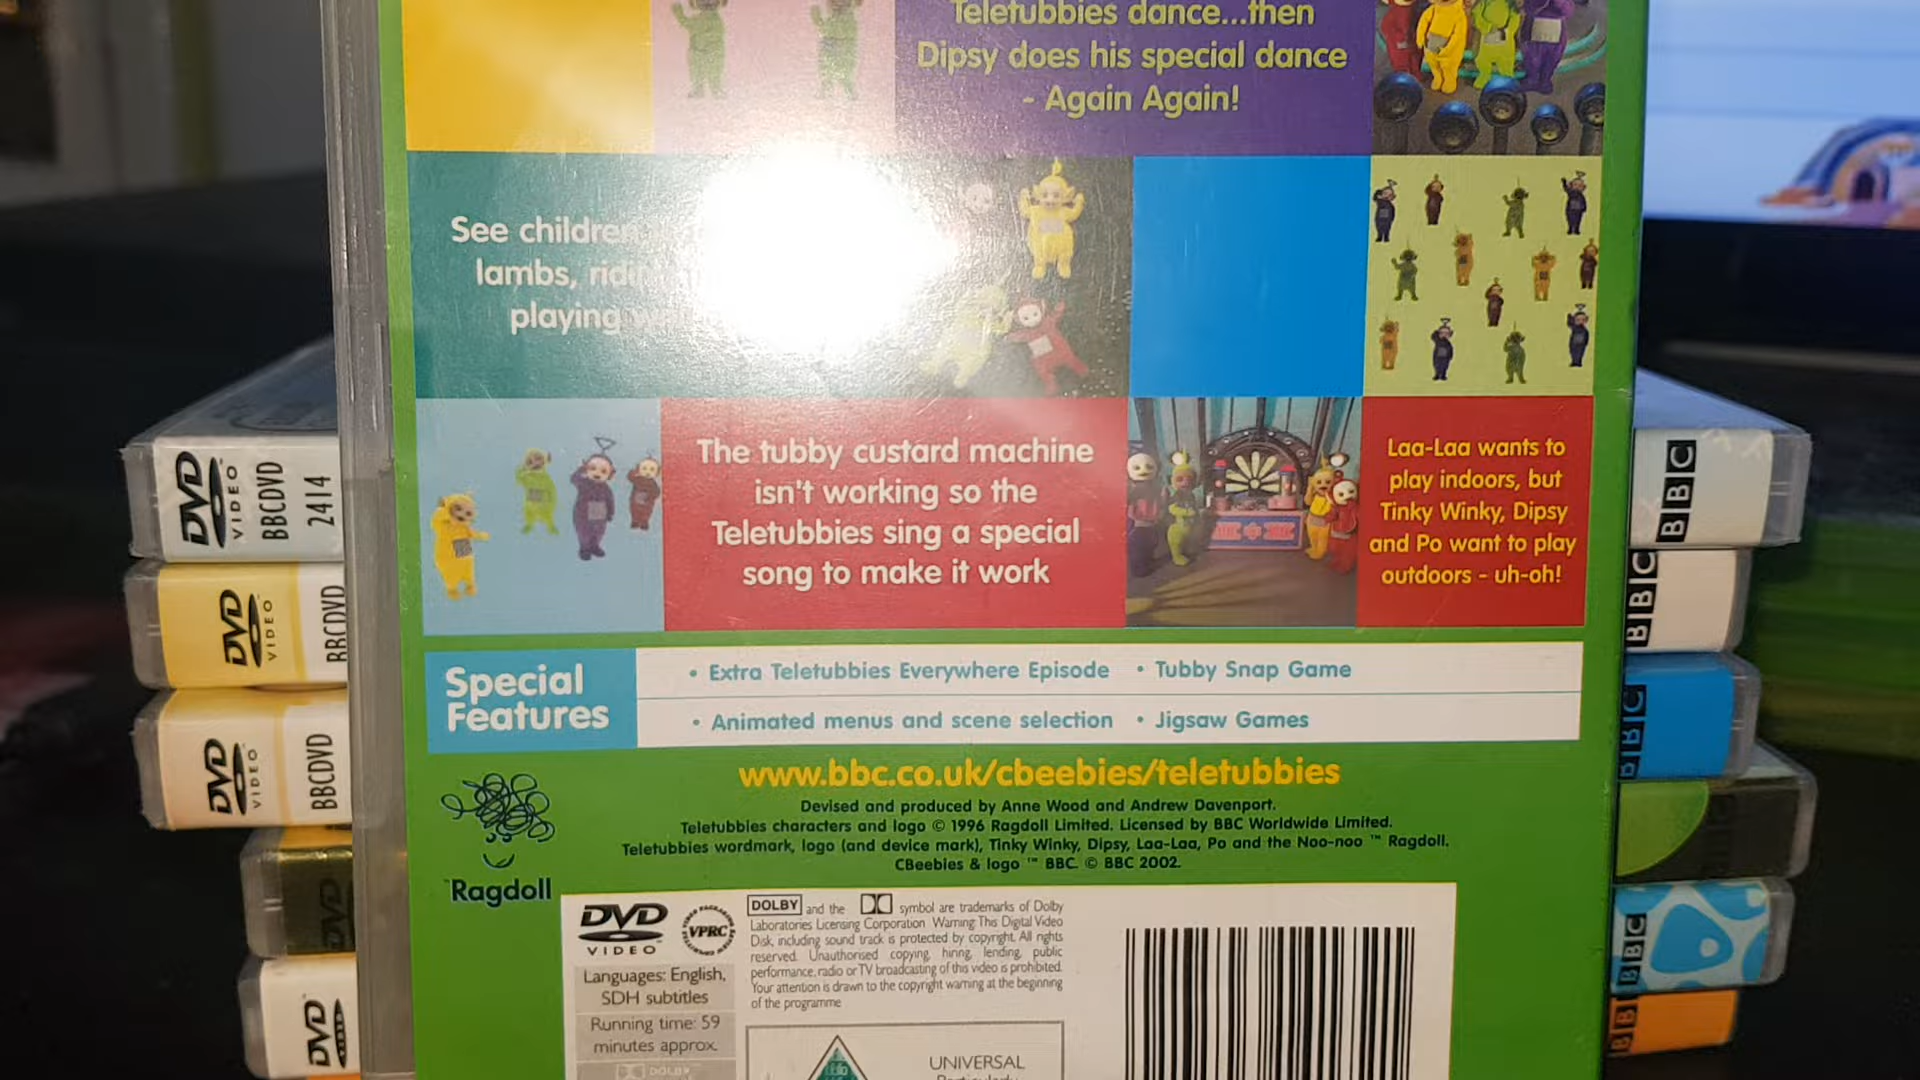 Teletubbies dance...then
Dipsy does his special dance
- Again Again!
See children
lambs,
playing
The tubby custard machine
isn't working so the
Teletubbies sing a special
song to make it work
Laa-Laa wants to
play indoors, but
Tinky Winky, Dipsy
and Po want to play
outdoors - uh-oh!
Special
Features
• Extra Teletubbies Everywhere Episode • Tubby Snap Game
• Animated menus and scene selection • Jigsaw Games
www.bbc.co.uk/cbeebies/teletubbies
Devised and produced by Anne Wood and Andrew Davenport.
Teletubbies characters and logo © 1996 Ragdoll Limited. Licensed by BBC Worldwide Limited.
Teletubbies wordmark, logo (and device mark), Tinky Winky, Dipsy, Laa-Laa, Po and the Noo-noo ™ Ragdoll.
CBeebies & logo ™ BBC. © BBC 2002.
Ragdoll
DVD
VIDEO
VPRC
Languages: English,
SDH subtitles
Running time: 59
minutes approx.
DOLBY
DOLBY and the symbol are trademarks of Dolby
Laboratories Licensing Corporation Warning: This Digital Video
Disk, including sound track is protected by copyright. All rights
reserved. Unauthorised copying, hiring, lending, public
performance, radio or TV broadcasting of this video is prohibited.
Your attention is drawn to the copyright warning at the beginning
of the programme
UNIVERSAL
DVD
VIDEO
BBCDVD
2414
DVD
VIDEO
BBCDVD
DVD
VIDEO
BBCDVD
DVD
DVD
VIDEO
BBC
BBC
BBC
BBC
BBC